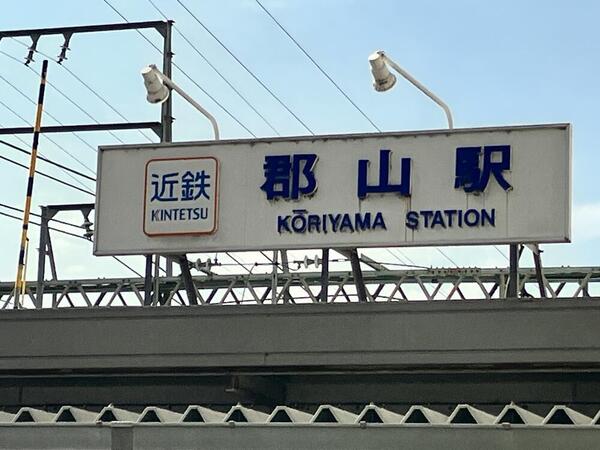 近鉄
KINTETSU
郡山駅
KŌRIYAMA STATION